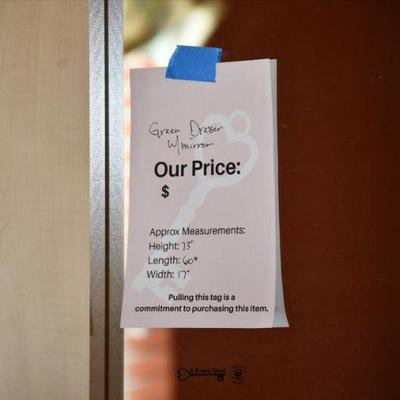 Green Dresser
w/mirror
Our Price:
$
Approx Measurements:
Height: 73"
Length: 60"
Width: 17"
Pulling this tag is a
commitment to purchasing this item.